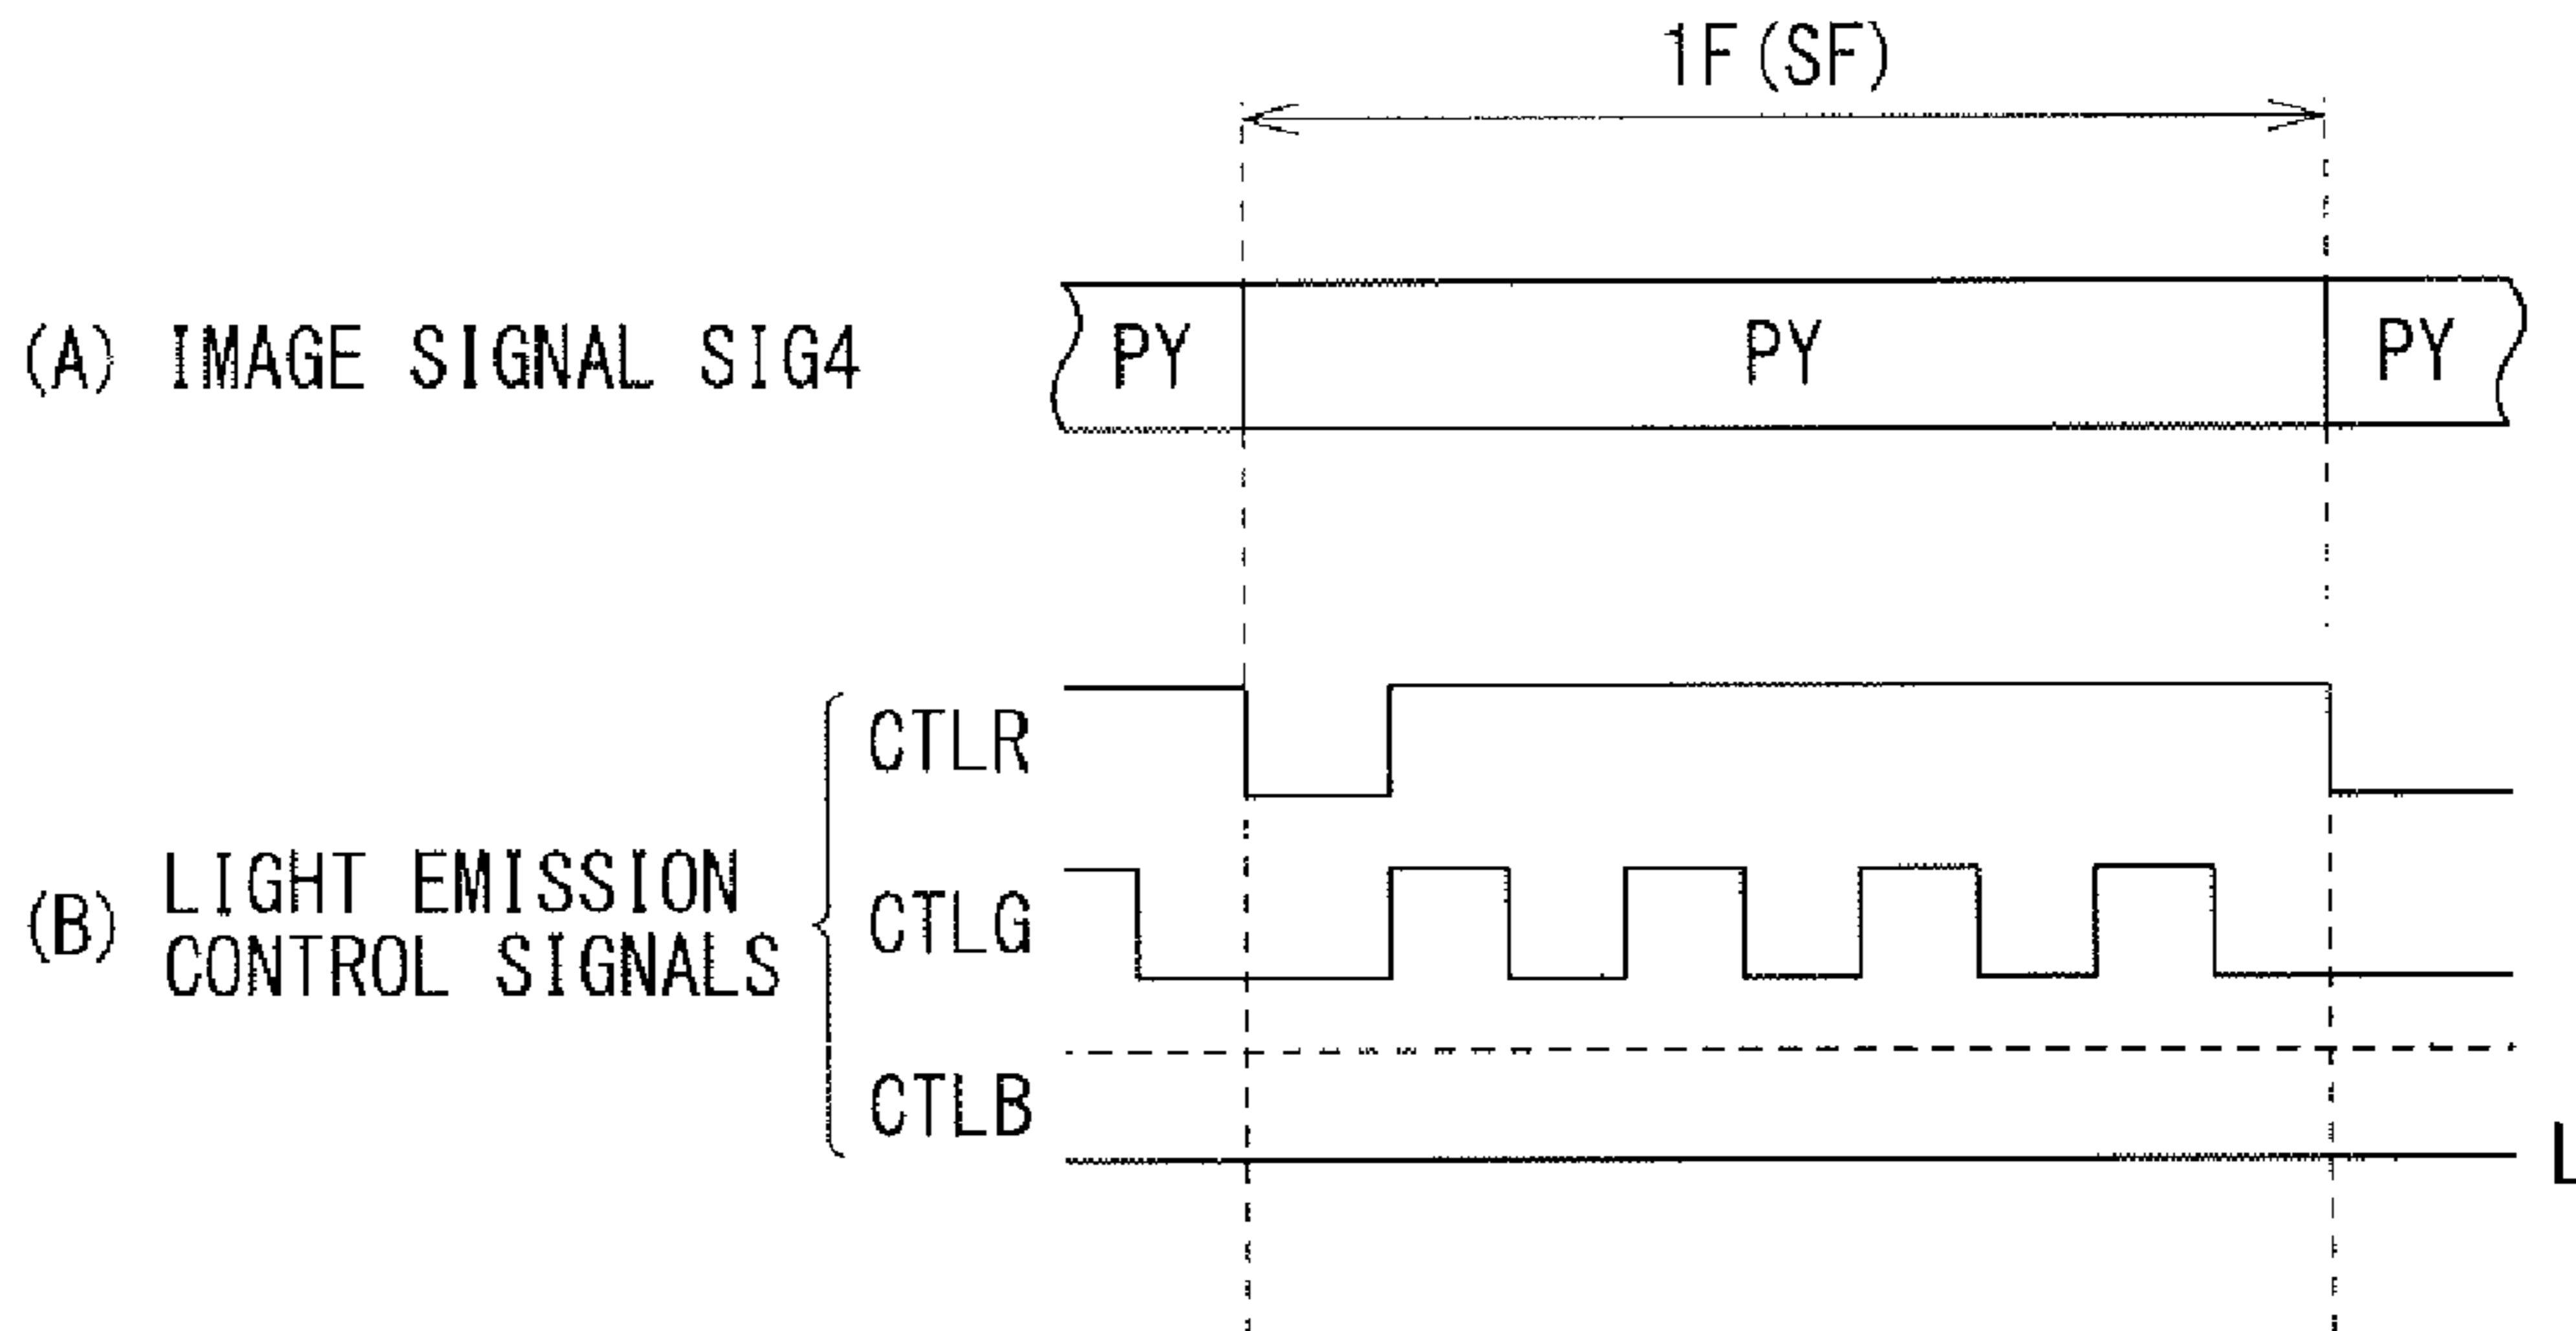 1F(SF)
(A) IMAGE SIGNAL SIG4
PY
PY
PY
(B) LIGHT EMISSION
CONTROL SIGNALS
CTLR
CTLG
CTLB
L